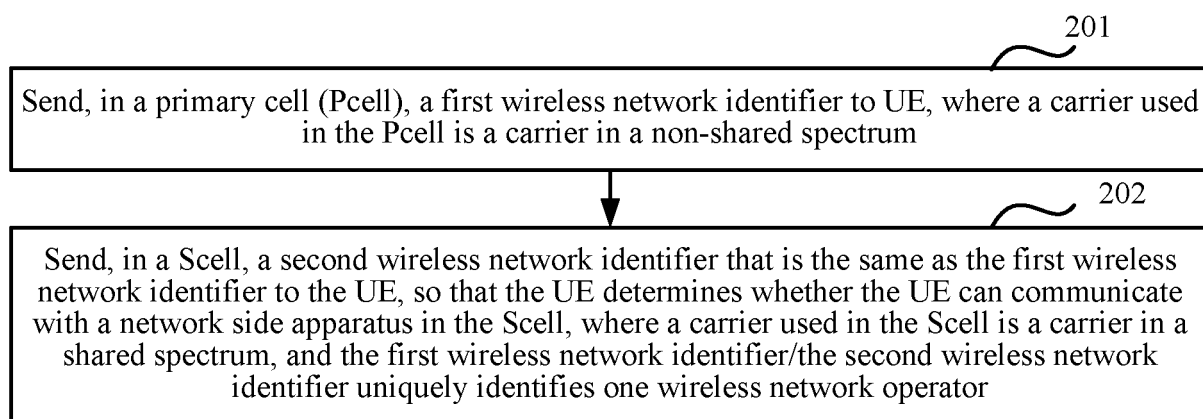 201
Send, in a primary cell (Pcell), a first wireless network identifier to UE, where a carrier used
in the Pcell is a carrier in a non-shared spectrum
202
Send, in a Scell, a second wireless network identifier that is the same as the first wireless
network identifier to the UE, so that the UE determines whether the UE can communicate
with a network side apparatus in the Scell, where a carrier used in the Scell is a carrier in a
shared spectrum, and the first wireless network identifier/the second wireless network
identifier uniquely identifies one wireless network operator